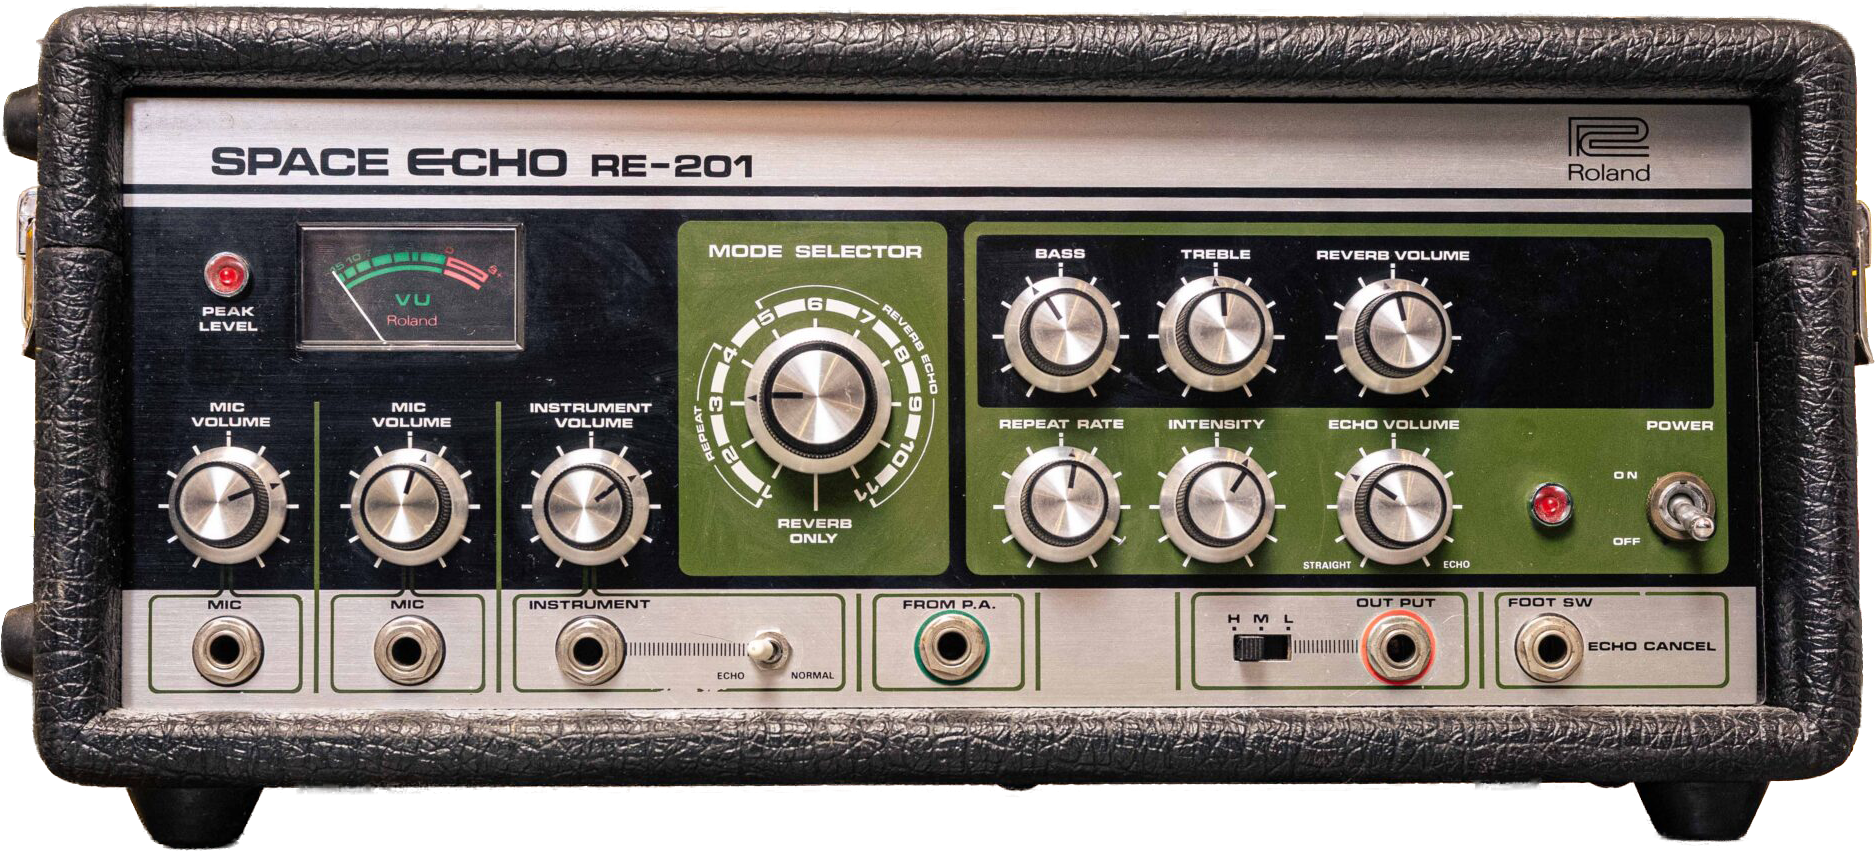 SPACE ECHO RE-201
Roland
PEAK
LEVEL
VU
Roland
MODE SELECTOR
1 2 3 4 5 6 7 8 9 10 11
REPEAT
REVERB ECHO
REVERB
ONLY
BASS TREBLE REVERB VOLUME
MIC
VOLUME
MIC
VOLUME
INSTRUMENT
VOLUME
REPEAT RATE INTENSITY ECHO VOLUME
STRAIGHT ECHO
POWER
ON
OFF
MIC
MIC
INSTRUMENT
ECHO NORMAL
FROM P.A.
H M L
OUT PUT
FOOT SW
ECHO CANCEL